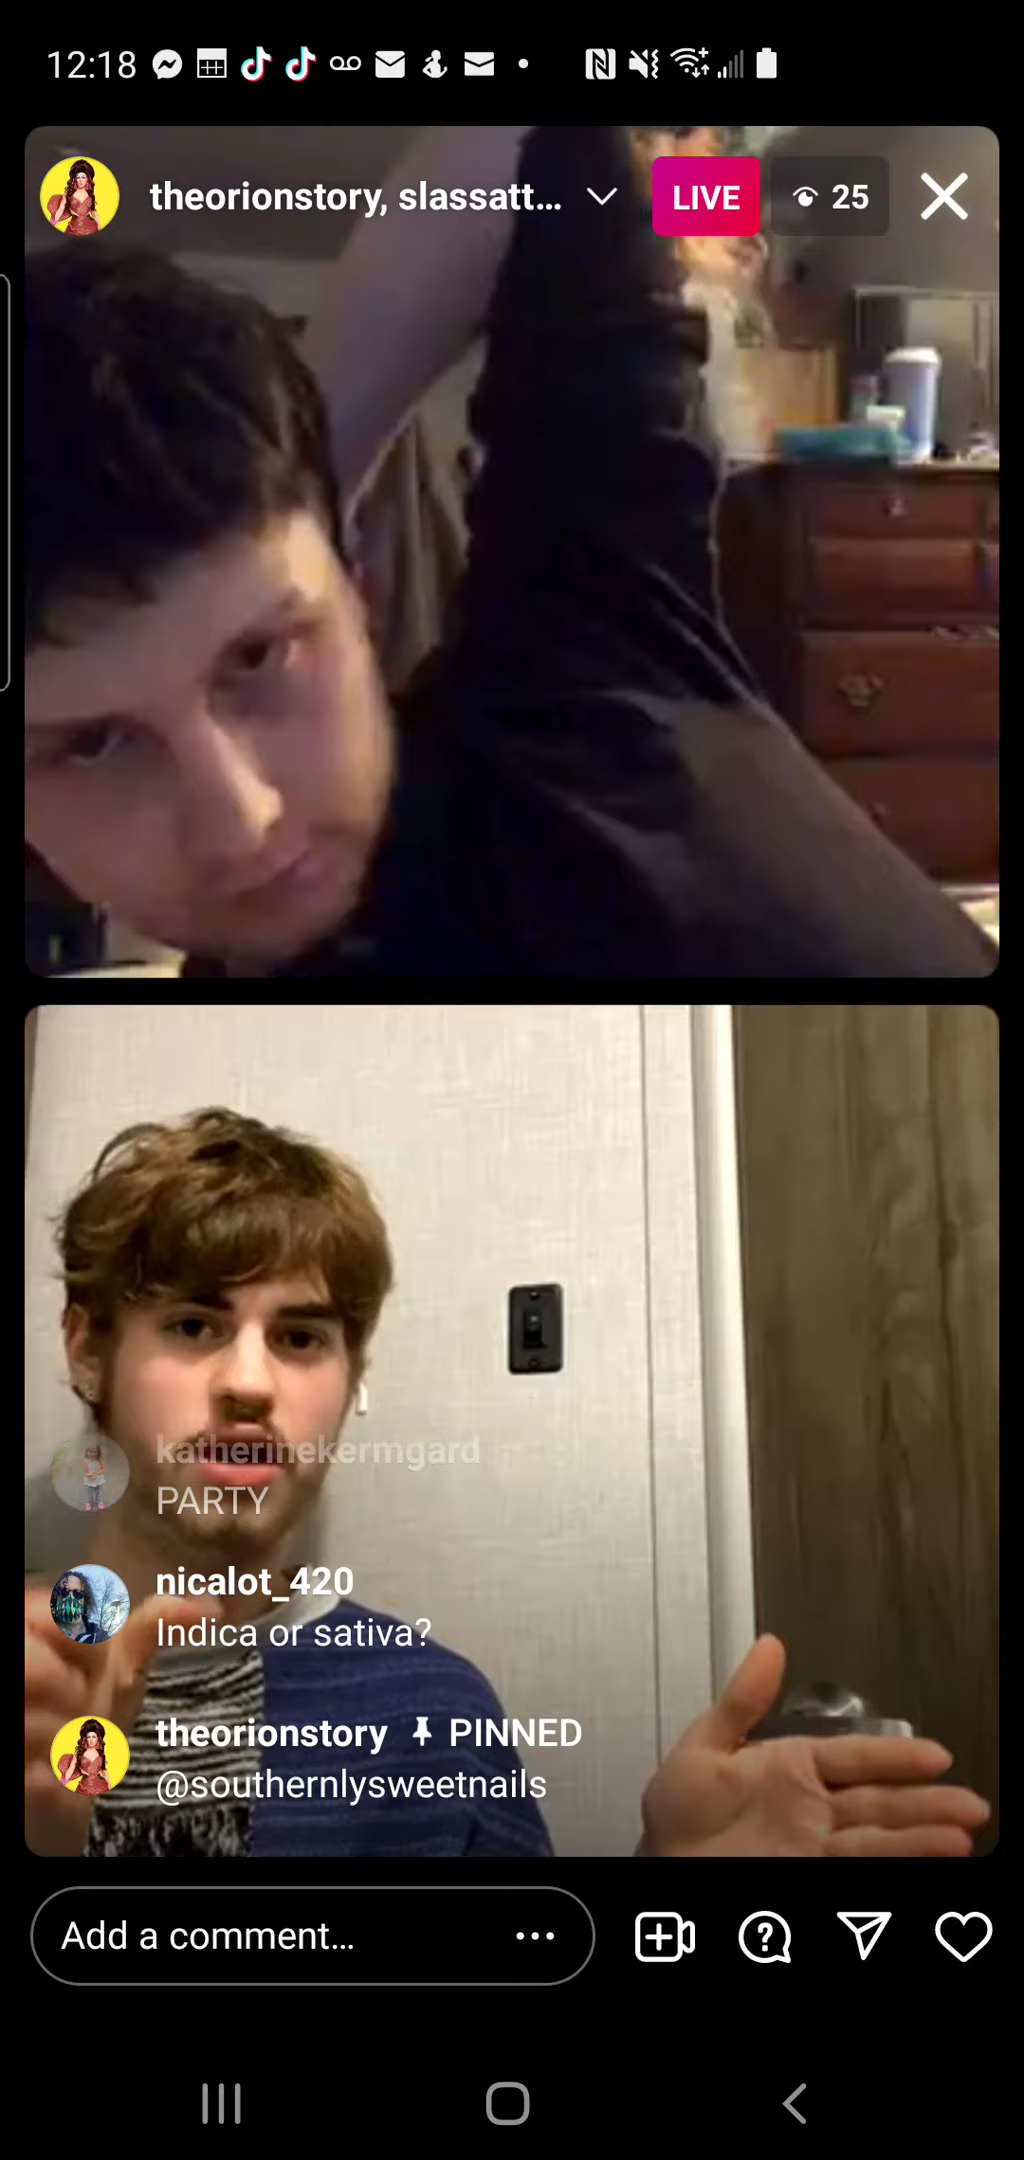 12:18
theorionstory, slassatt...
LIVE
25
katherinekermgard
PARTY
nicalot_420
Indica or sativa?
theorionstory PINNED
@southernlysweetnails
Add a comment...